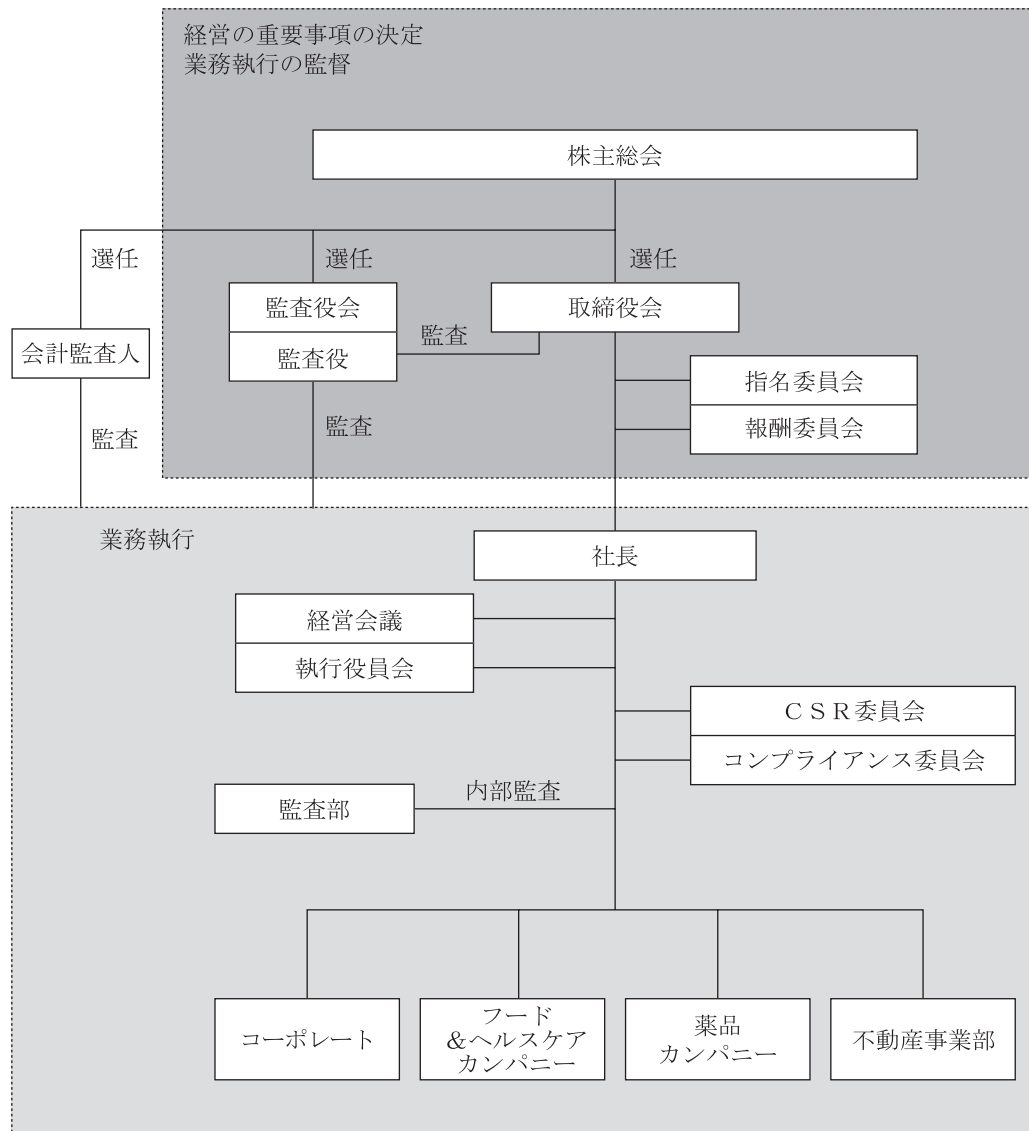 経営の重要事項の決定
業務執行の監督
株主総会
選任
選任
選任
監査役会
取締役会
会計監査人
監査役
監査
指名委員会
報酬委員会
監査
監査
業務執行
社長
経営会議
執行役員会
ＣＳＲ委員会
コンプライアンス委員会
監査部
内部監査
コーポレート
フード
&ヘルスケア
カンパニー
薬品
カンパニー
不動産事業部